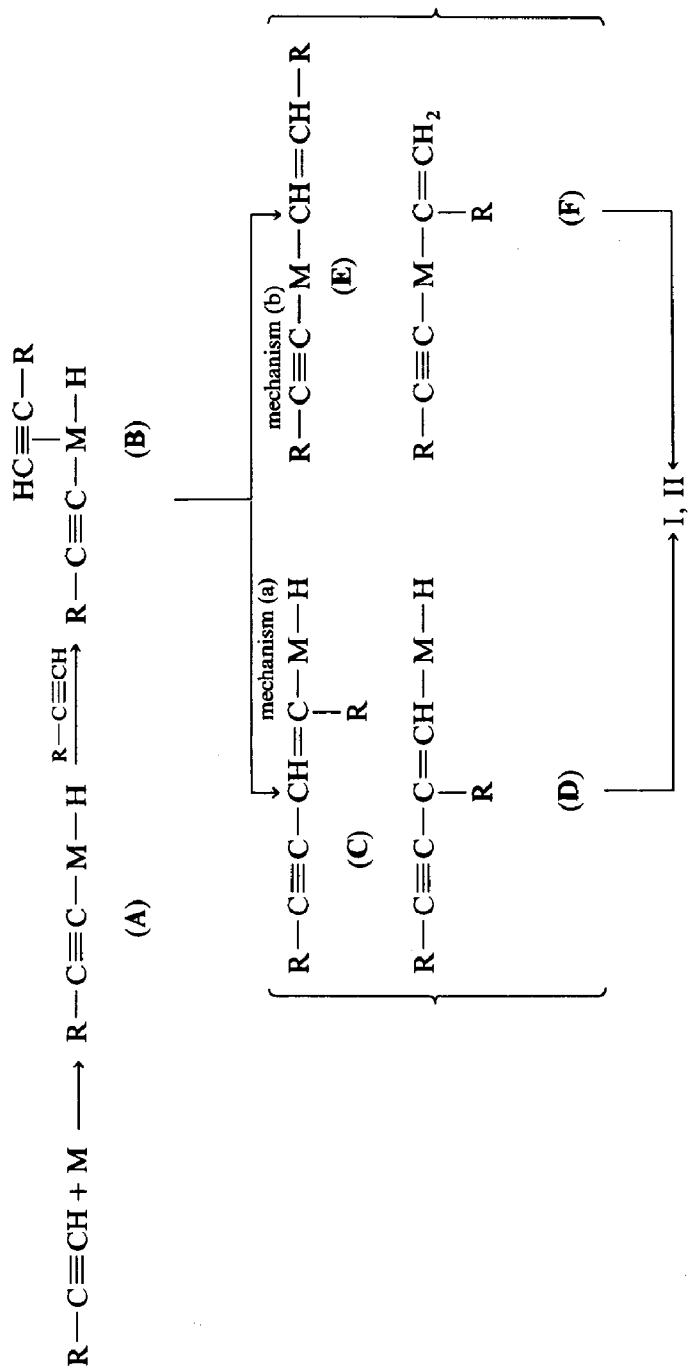 R—C≡CH + M ⟶ R—C≡C—M—H R—C≡CH ⟶ R—C≡C—M—H
HC≡C—R
(A) (B)
mechanism (a) mechanism (b)
R—C≡C—CH=C—M—H R—C≡C—M—CH=CH—R
R
(C) (E)
R—C≡C—C=CH—M—H R—C≡C—M—C=CH₂
R R
(D) (F)
I, II